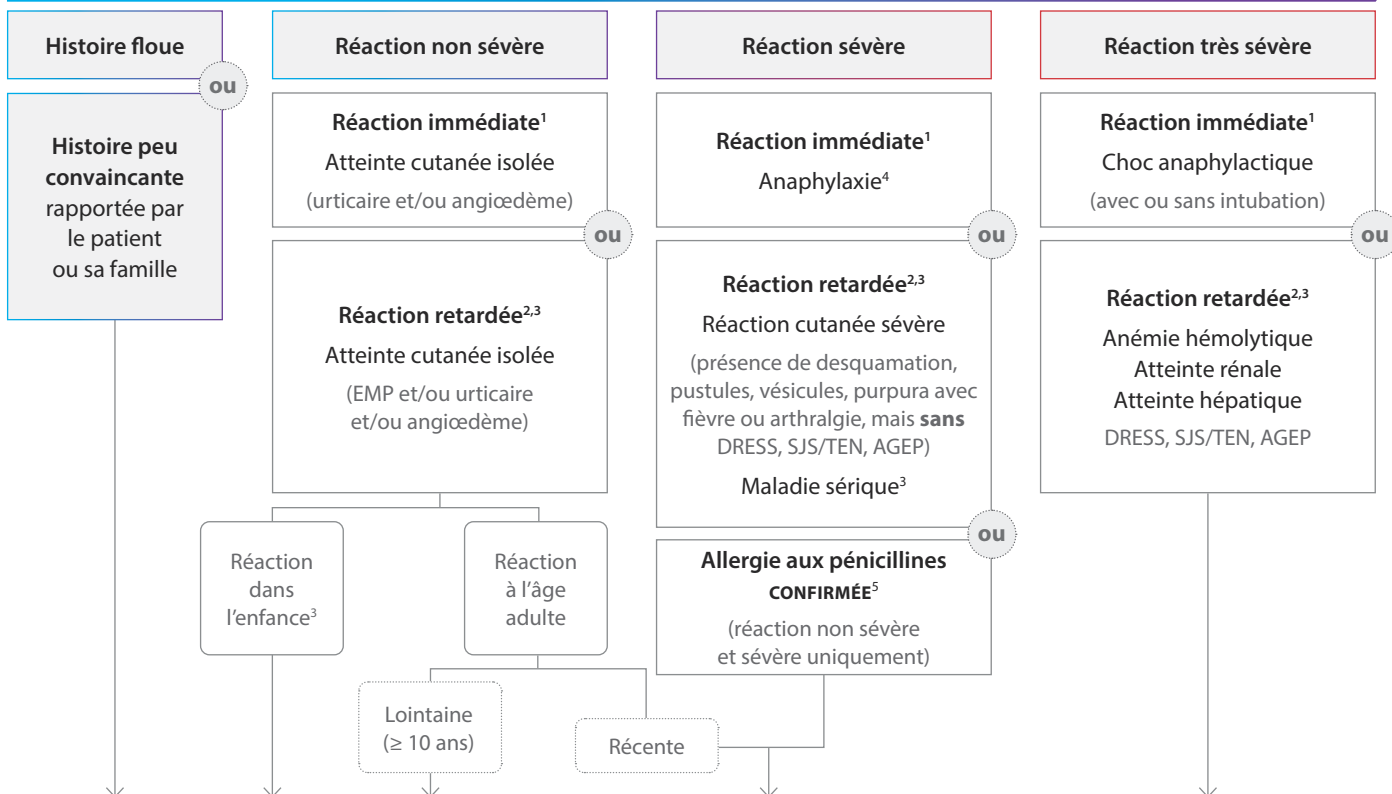 Histoire floue
ou
Histoire peu
convaincante
rapportée par
le patient
ou sa famille
Réaction non sévère
Réaction immédiate1
Atteinte cutanée isolée
(urticaire et/ou angiœdème)
ou
Réaction retardée2,3
Atteinte cutanée isolée
(EMP et/ou urticaire
et/ou angiœdème)
Réaction
dans
l'enfance3
Réaction
à l'âge
adulte
Lointaine
(≥ 10 ans)
Récente
Réaction sévère
Réaction immédiate1
Anaphylaxie4
ou
Réaction retardée2,3
Réaction cutanée sévère
(présence de desquamation,
pustules, vésicules, purpura avec
fièvre ou arthralgie, mais sans
DRESS, SJS/TEN, AGEP)
Maladie sérique3
ou
Allergie aux pénicillines
CONFIRMÉE5
(réaction non sévère
et sévère uniquement)
Réaction très sévère
Réaction immédiate1
Choc anaphylactique
(avec ou sans intubation)
ou
Réaction retardée2,3
Anémie hémolytique
Atteinte rénale
Atteinte hépatique
DRESS, SJS/TEN, AGEP